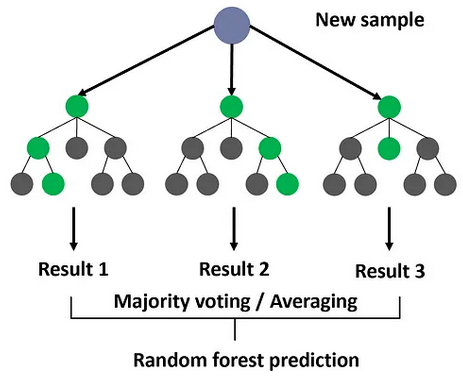 New sample
Result 1
Result 2
Result 3
Majority voting / Averaging
Random forest prediction